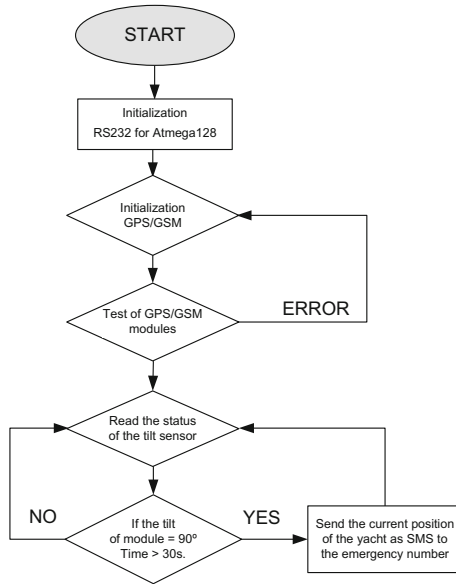 START
Initialization
RS232 for Atmega128
Initialization
GPS/GSM
Test of GPS/GSM
modules
ERROR
Read the status
of the tilt sensor
NO
If the tilt
of module = 90º
Time > 30s.
YES
Send the current position
of the yacht as SMS to
the emergency number